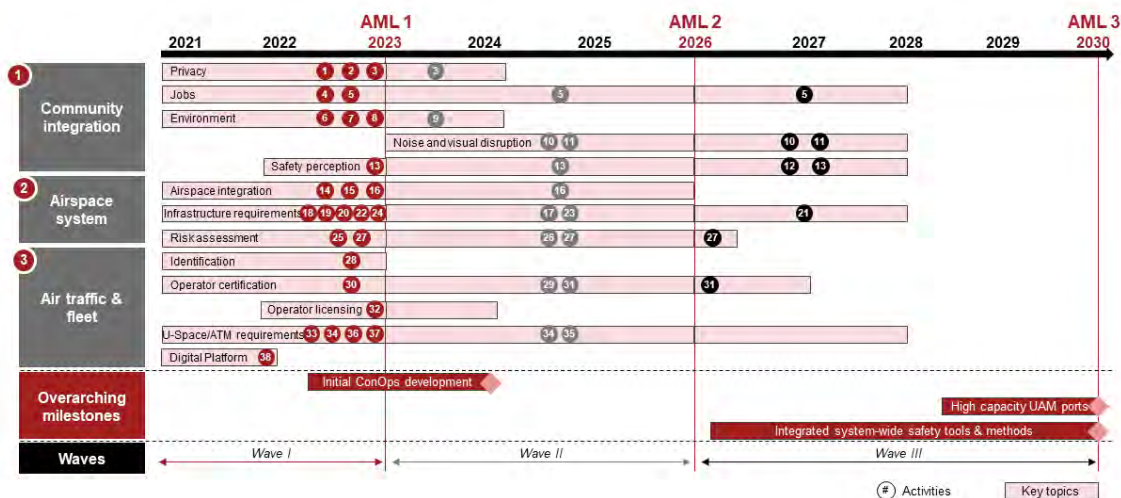 AML 1 AML 2 AML 3
2021 2022 2023 2024 2025 2026 2027 2028 2029 2030
1
Community
integration
Privacy 1 2 3 3
Jobs 4 5 5 5
Environment 6 7 8 9
Noise and visual disruption 10 11 10 11
Safety perception 13 13 12 13
2
Airspace
system
Airspace integration 14 15 16 16
Infrastructure requirements 18 19 20 22 24 17 23 21
Risk assessment 25 27 26 27 27
3
Air traffic &
fleet
Identification 28
Operator certification 30 29 31 31
Operator licensing 32
U-Space/ATM requirements 33 34 36 37 34 35
Digital Platform 38
Overarching
milestones
Initial ConOps development
High capacity UAM ports
Integrated system-wide safety tools & methods
Waves
Wave I Wave II Wave III
# Activities Key topics